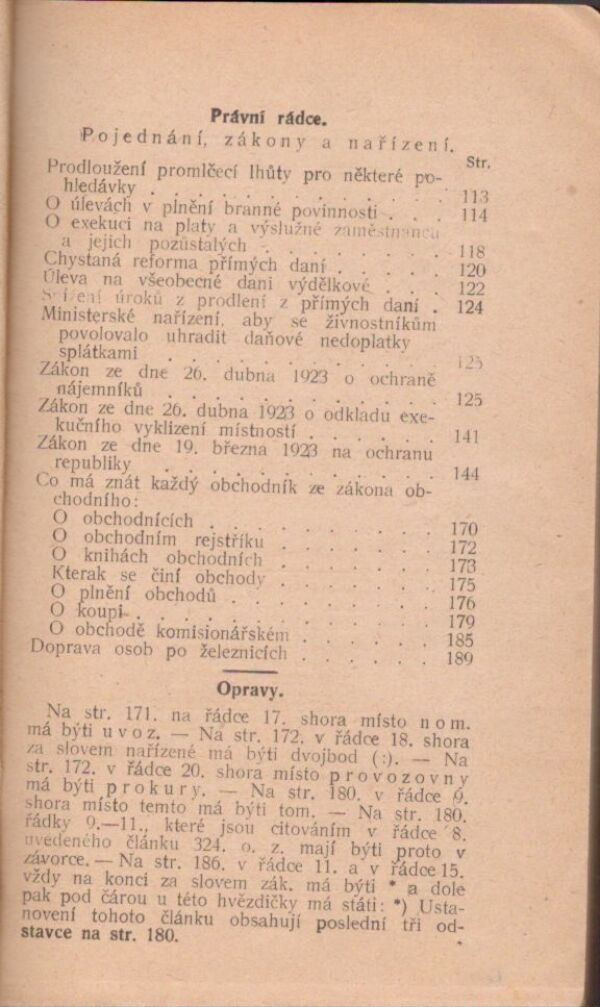 Právní rádce.
Pojednání, zákony a nařízení.
Str.
Prodloužení promlčecí lhůty pro některé po-
hledávky . . . . . . . . . . . . . 113
O úlevách v plnění branné povinnosti . . . 114
O exekuci na platy a výslužné zaměstnanců
a jejich pozůstalých . . . . . . . . . 118
Chystaná reforma přímých daní . . . . . 120
Úleva na všeobecné dani výdělkové . . . 122
Snížení úroků z prodlení z přímých daní . 124
Ministerské nařízení, aby se živnostníkům
povolovalo uhradit daňové nedoplatky
splátkami . . . . . . . . . . . . 125
Zákon ze dne 26. dubna 1923 o ochraně
nájemníků . . . . . . . . . . . . 125
Zákon ze dne 26. dubna 1923 o odkladu exe-
kučního vyklizení místností . . . . . . 141
Zákon ze dne 19. března 1923 na ochranu
republiky . . . . . . . . . . . . 144
Co má znát každý obchodník ze zákona ob-
chodního:
O obchodnících . . . . . . . . . . 170
O obchodním rejstříku . . . . . . . 172
O knihách obchodních . . . . . . . 173
Kterak se činí obchody . . . . . . . 175
O plnění obchodů . . . . . . . . . 176
O koupi . . . . . . . . . . . . . 179
O obchodě komisionářském . . . . . . 185
Doprava osob po železnicích . . . . . . 189
Opravy.
Na str. 171. na řádce 17. shora místo nom.
má býti uvoz. — Na str. 172. v řádce 18. shora
za slovem nařízené má býti dvojbod (:). — Na
str. 172. v řádce 20. shora místo provozovny
má býti prokury. — Na str. 180. v řádce 9.
shora místo temto má býti tom. — Na str. 180.
řádky 9.—11., které jsou citováním v řádce 8.
uvedeného článku 324. o. z. mají býti proto v
závorce. — Na str. 186. v řádce 11. a v řádce 15.
vždy na konci za slovem zák. má býti * a dole
pak pod čárou u této hvězdičky má státi: *) Usta-
novení tohoto článku obsahují poslední tři od-
stavce na str. 180.